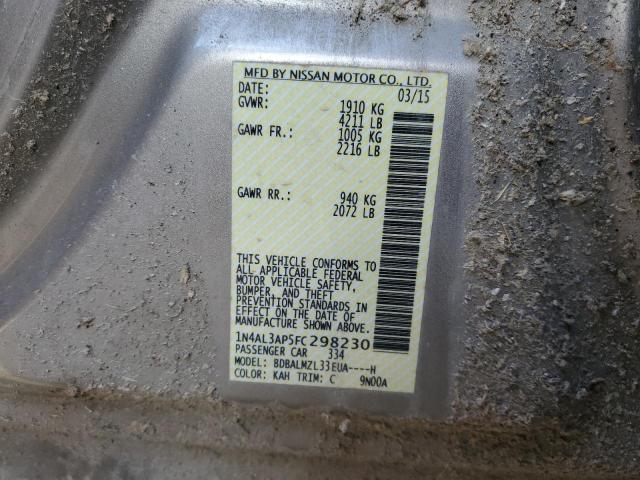 MFD BY NISSAN MOTOR CO., LTD.
DATE: 03/15
GVWR: 1910 KG
4211 LB
GAWR FR.: 1005 KG
2216 LB
GAWR RR.: 940 KG
2072 LB
THIS VEHICLE CONFORMS TO
ALL APPLICABLE FEDERAL
MOTOR VEHICLE SAFETY,
BUMPER, AND THEFT
PREVENTION STANDARDS IN
EFFECT ON THE DATE OF
MANUFACTURE SHOWN ABOVE.
1N4AL3AP5FC298230
PASSENGER CAR 334
MODEL: BDBALMZL33EUA----H
COLOR: KAH TRIM: C 9N00A